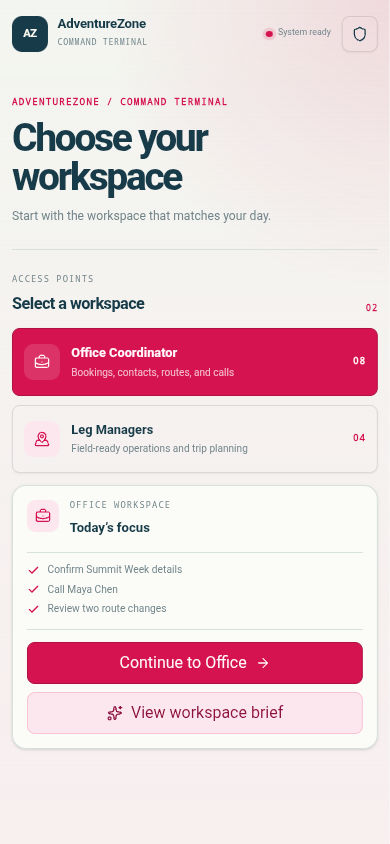 AZ
AdventureZone
COMMAND TERMINAL
System ready
ADVENTUREZONE / COMMAND TERMINAL
Choose your
workspace
Start with the workspace that matches your day.
ACCESS POINTS
Select a workspace
02
Office Coordinator
Bookings, contacts, routes, and calls
08
Leg Managers
Field-ready operations and trip planning
04
OFFICE WORKSPACE
Today’s focus
Confirm Summit Week details
Call Maya Chen
Review two route changes
Continue to Office
View workspace brief